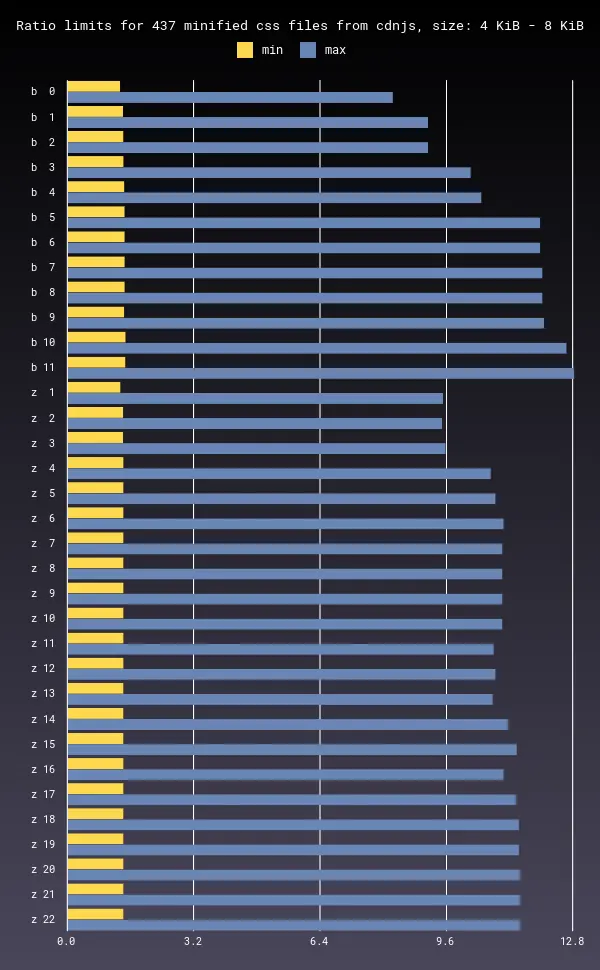 Ratio limits for 437 minified css files from cdnjs, size: 4 KiB - 8 KiB
min max
b 0
b 1
b 2
b 3
b 4
b 5
b 6
b 7
b 8
b 9
b 10
b 11
z 1
z 2
z 3
z 4
z 5
z 6
z 7
z 8
z 9
z 10
z 11
z 12
z 13
z 14
z 15
z 16
z 17
z 18
z 19
z 20
z 21
z 22
0.0 3.2 6.4 9.6 12.8